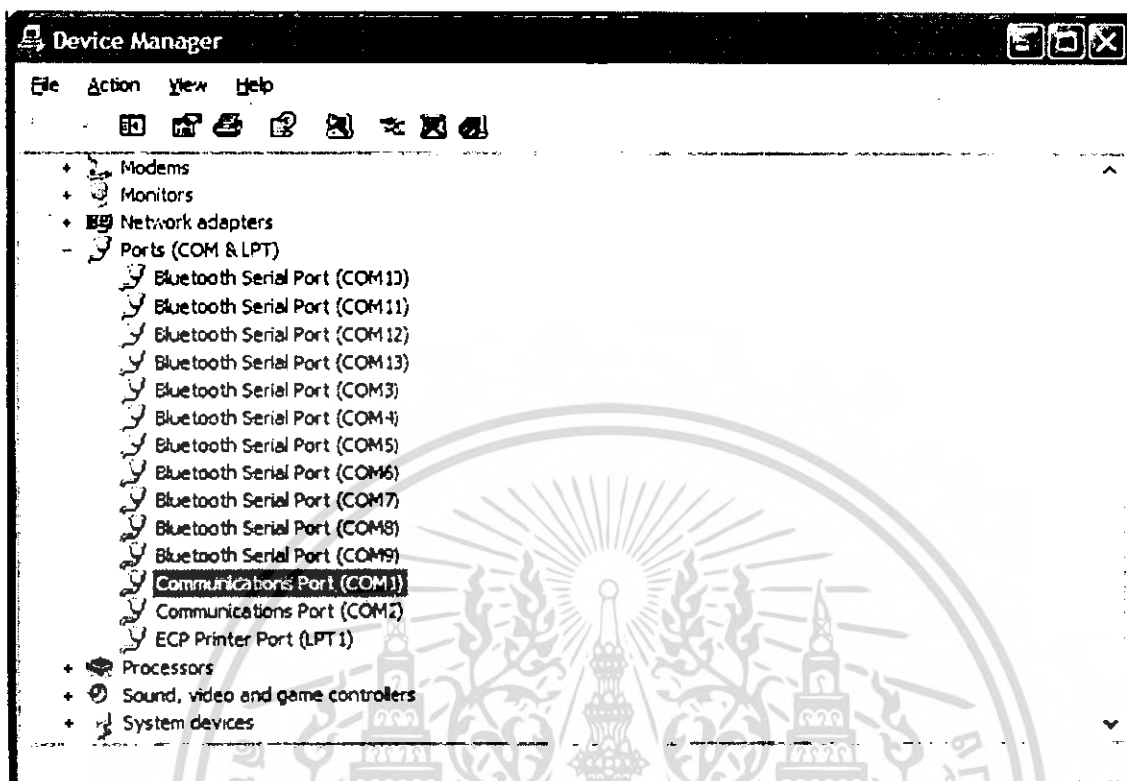 Device Manager
File Action View Help
Modems
Monitors
Network adapters
Ports (COM & LPT)
Bluetooth Serial Port (COM10)
Bluetooth Serial Port (COM11)
Bluetooth Serial Port (COM12)
Bluetooth Serial Port (COM13)
Bluetooth Serial Port (COM3)
Bluetooth Serial Port (COM4)
Bluetooth Serial Port (COM5)
Bluetooth Serial Port (COM6)
Bluetooth Serial Port (COM7)
Bluetooth Serial Port (COM8)
Bluetooth Serial Port (COM9)
Communications Port (COM1)
Communications Port (COM2)
ECP Printer Port (LPT1)
Processors
Sound, video and game controllers
System devices